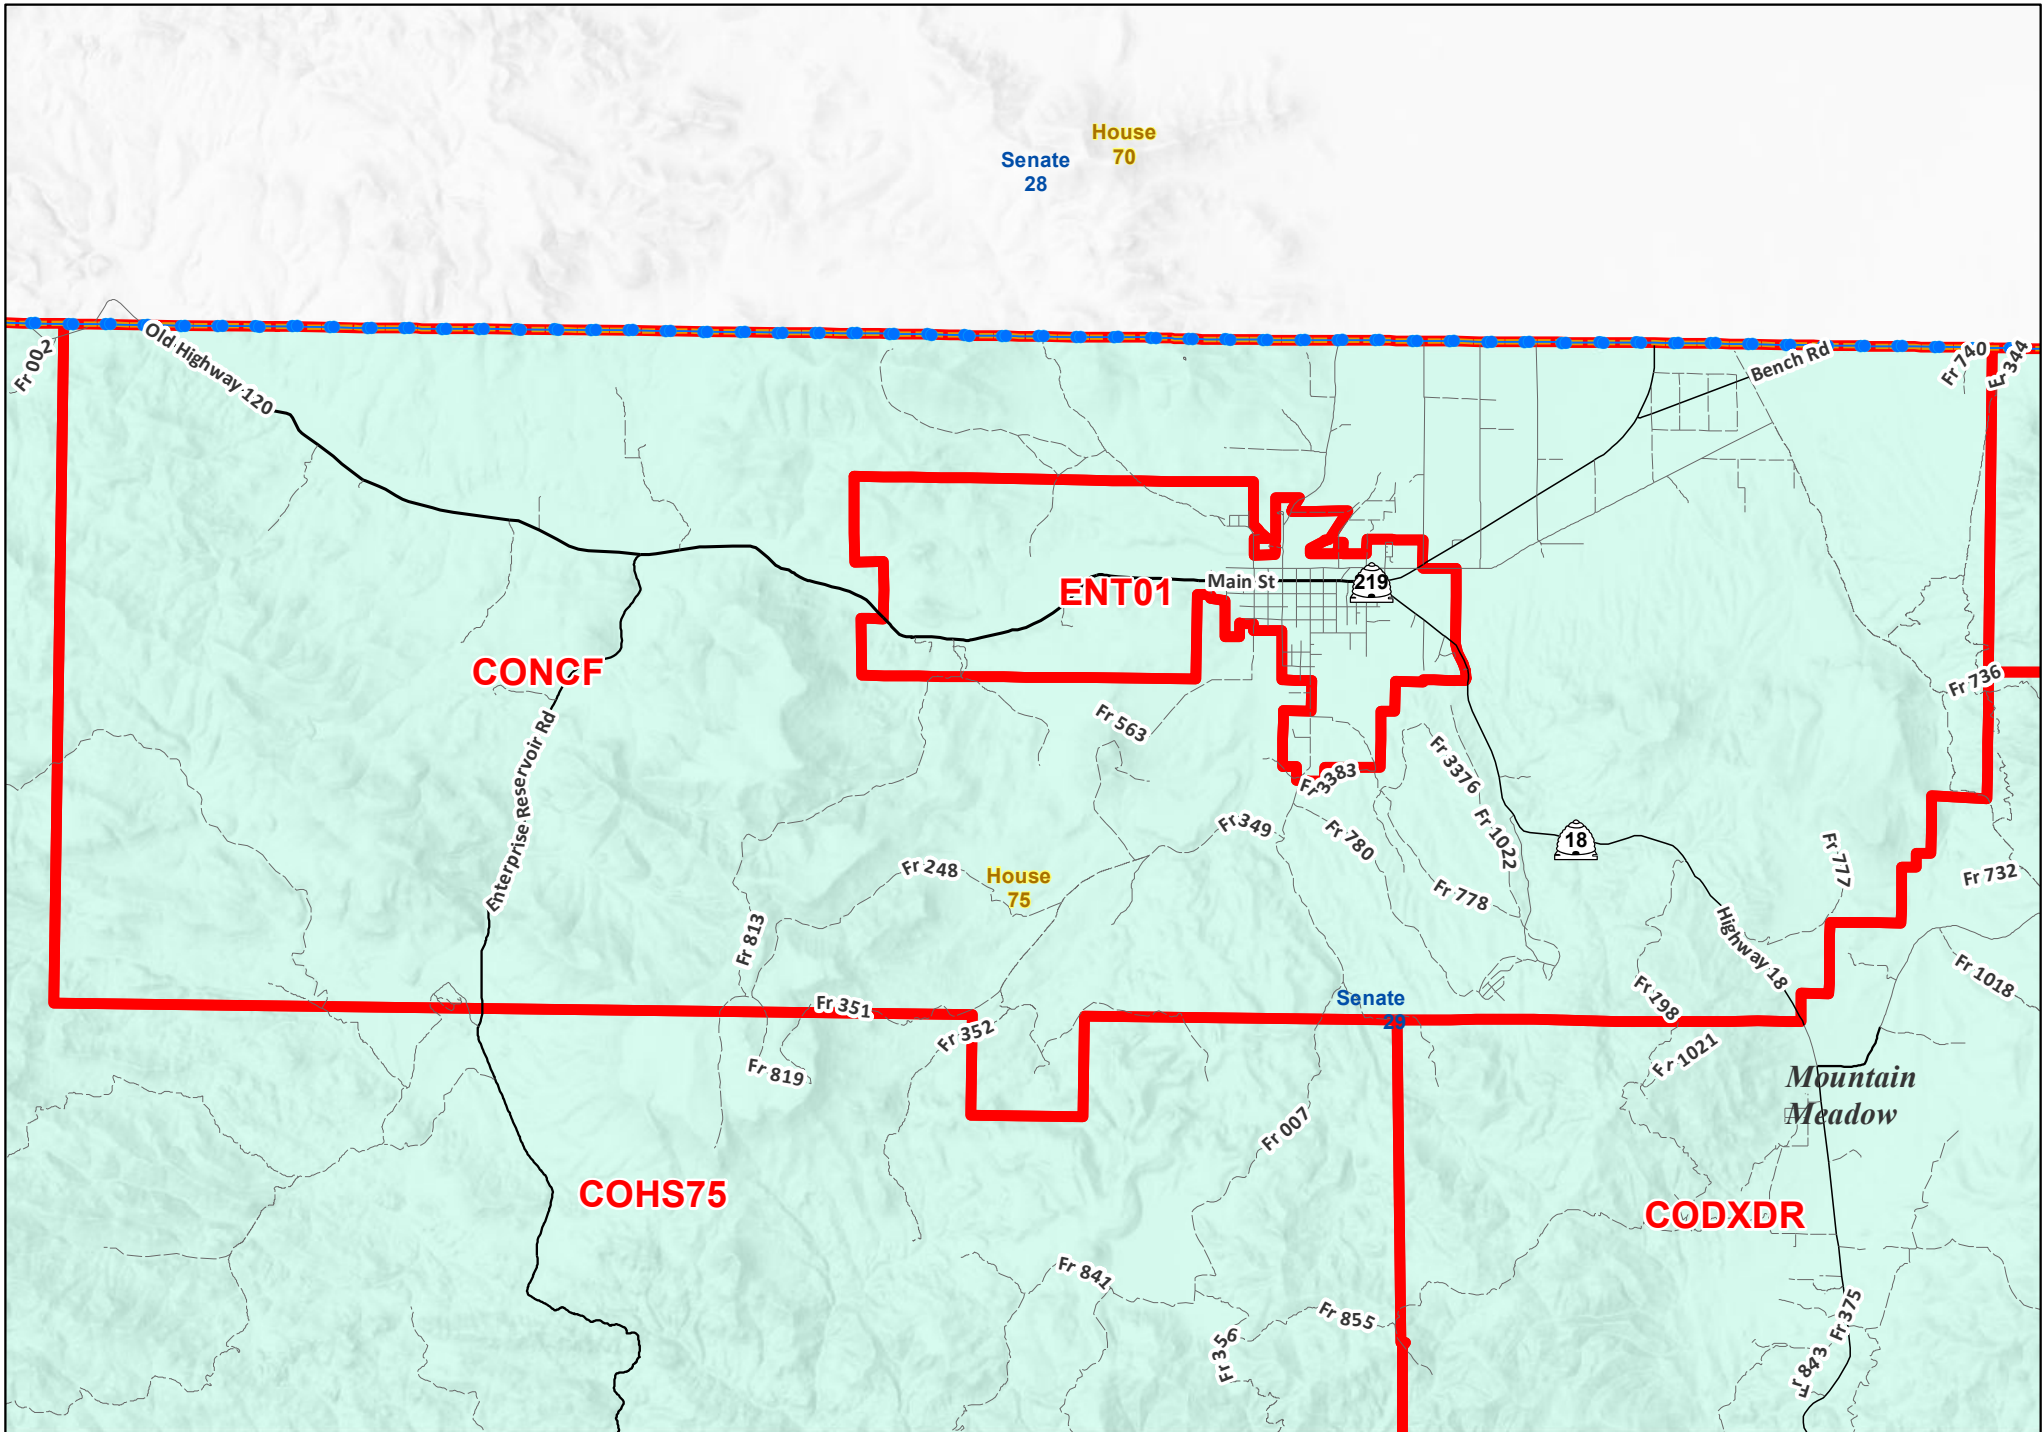 House
70
Senate
28
Old Highway 120
Fr 002
Bench Rd
Fr 740
Fr 344
ENT01
Main St
219
CONCF
Fr 736
Fr 563
Enterprise Reservoir Rd
Fr 3383
Fr 3376
Fr 1022
Fr 349
Fr 780
18
Fr 777
Fr 732
Fr 248
House
75
Fr 778
Fr 813
Highway 18
Fr 1018
Fr 198
Senate
29
Fr 351
Fr 352
Fr 1021
Fr 819
Mountain
Meadow
Fr 007
COHS75
CODXDR
Fr 841
Fr 855
Fr 356
Fr 375
Fr 843